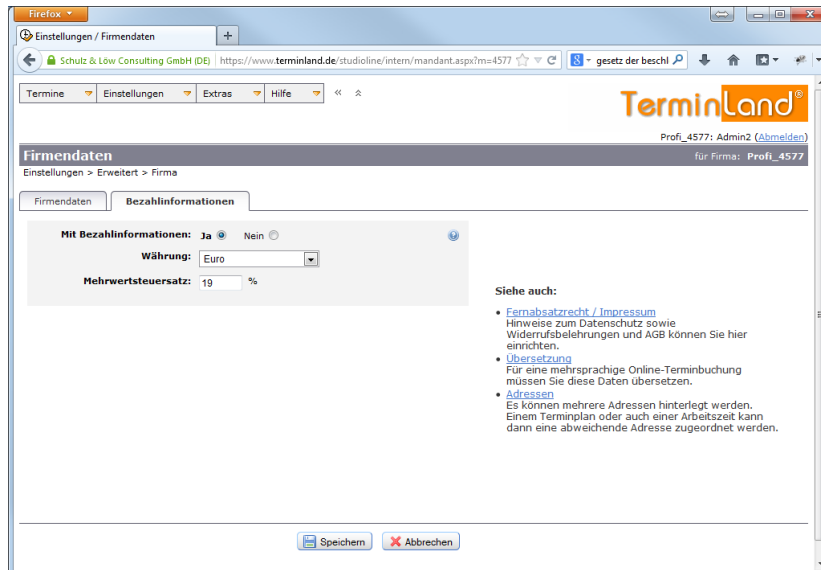 Firefox
Einstellungen / Firmendaten
Schulz & Löw Consulting GmbH (DE) https://www.terminland.de/studioline/intern/mandant.aspx?m=4577 gesetz der beschl
Termine Einstellungen Extras Hilfe
TerminLand®
Profi_4577: Admin2 (Abmelden)
Firmendaten für Firma: Profi_4577
Einstellungen > Erweitert > Firma
Firmendaten Bezahlinformationen
Mit Bezahlinformationen: Ja Nein
Währung: Euro
Mehrwertsteuersatz: 19 %
Siehe auch:
• Fernabsatzrecht / Impressum
Hinweise zum Datenschutz sowie
Widerrufsbelehrungen und AGB können Sie hier
einrichten.
• Übersetzung
Für eine mehrsprachige Online-Terminbuchung
müssen Sie diese Daten übersetzen.
• Adressen
Es können mehrere Adressen hinterlegt werden.
Einem Terminplan oder auch einer Arbeitszeit kann
dann eine abweichende Adresse zugeordnet werden.
Speichern Abbrechen